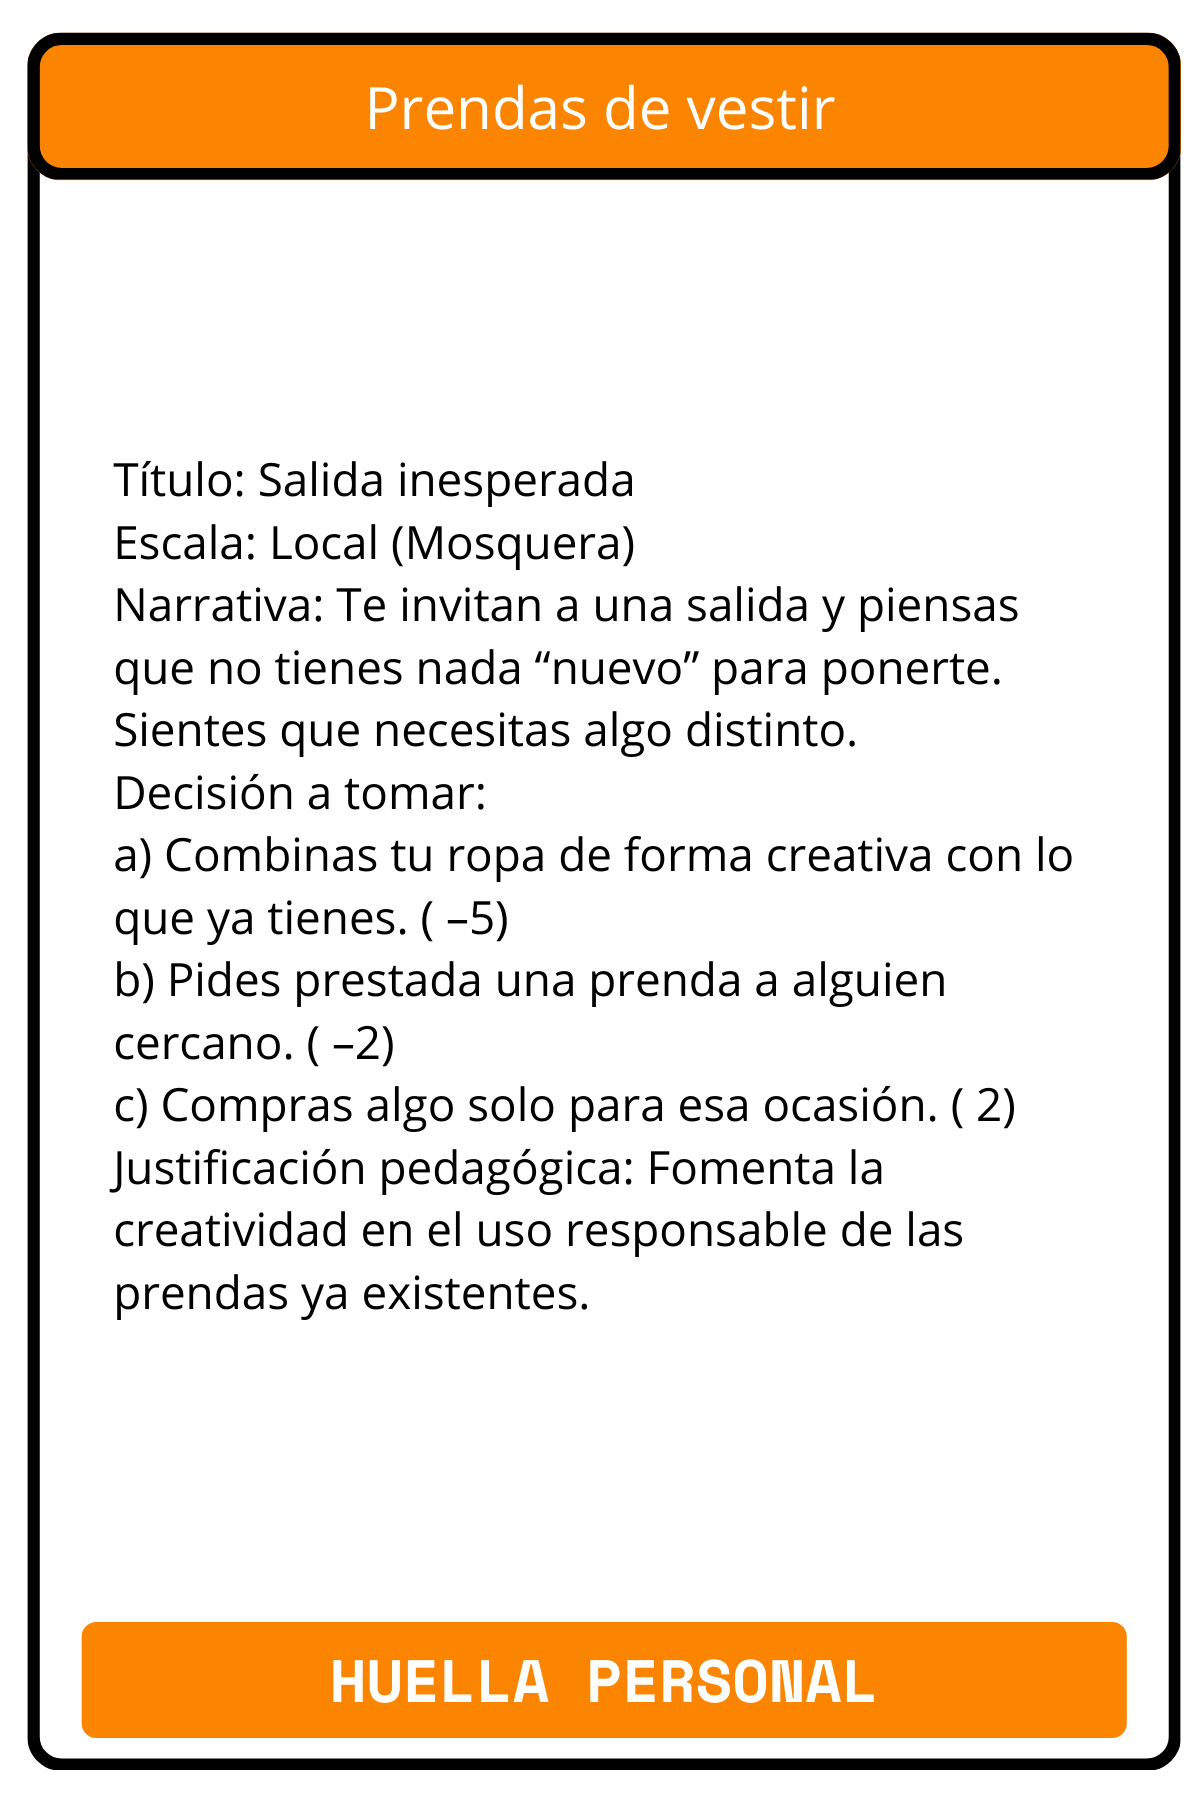 Prendas de vestir
Título: Salida inesperada
Escala: Local (Mosquera)
Narrativa: Te invitan a una salida y piensas
que no tienes nada “nuevo” para ponerte.
Sientes que necesitas algo distinto.
Decisión a tomar:
a) Combinas tu ropa de forma creativa con lo
que ya tienes. ( –5)
b) Pides prestada una prenda a alguien
cercano. ( –2)
c) Compras algo solo para esa ocasión. ( 2)
Justificación pedagógica: Fomenta la
creatividad en el uso responsable de las
prendas ya existentes.
HUELLA PERSONAL